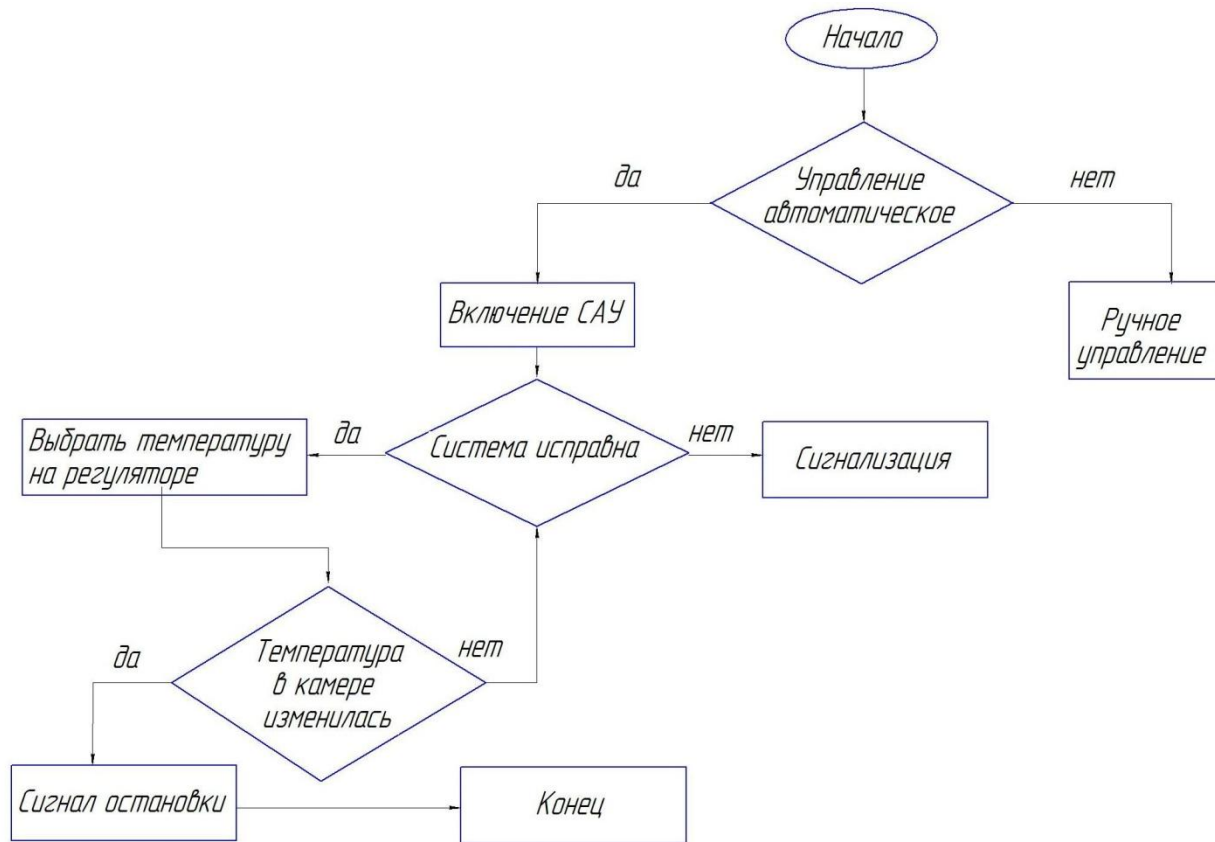 Начало
да
Управление
автоматическое
нет
Включение САУ
Ручное
управление
Выбрать температуру
на регуляторе
да
Система исправна
нет
Сигнализация
да
Температура
в камере
изменилась
нет
Сигнал остановки
Конец